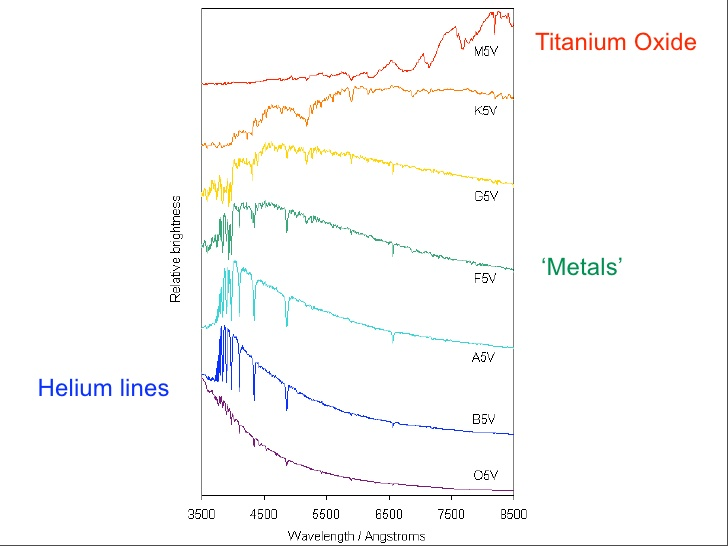 Titanium Oxide
M5V
K5V
G5V
‘Metals’
F5V
A5V
Helium lines
B5V
O5V
Relative brightness
3500 4500 5500 6500 7500 8500
Wavelength / Angstroms